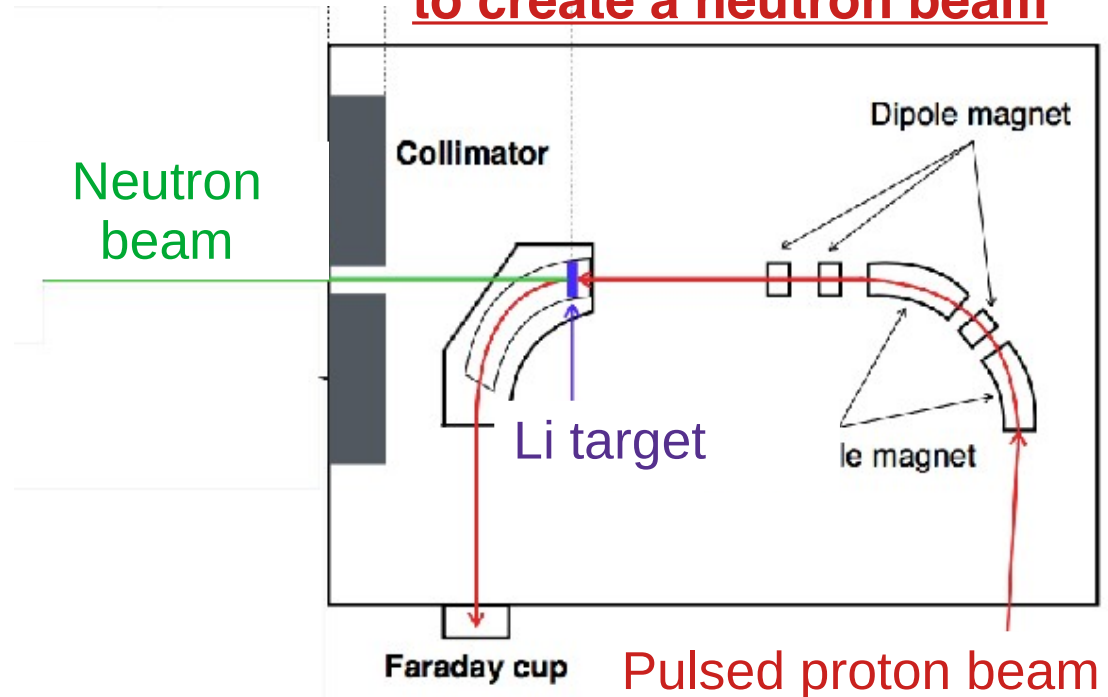 to create a neutron beam
Dipole magnet
Collimator
Neutron
beam
Li target
le magnet
Faraday cup
Pulsed proton beam